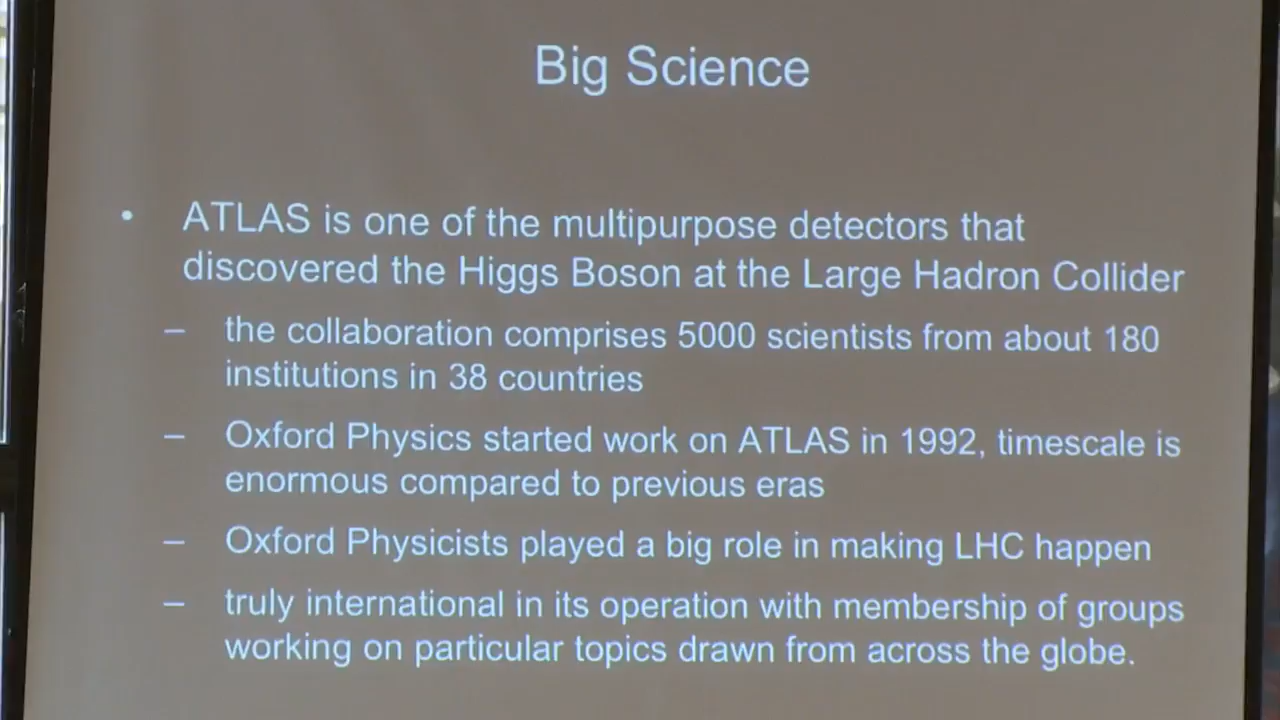 Big Science
• ATLAS is one of the multipurpose detectors that
discovered the Higgs Boson at the Large Hadron Collider
– the collaboration comprises 5000 scientists from about 180
institutions in 38 countries
– Oxford Physics started work on ATLAS in 1992, timescale is
enormous compared to previous eras
– Oxford Physicists played a big role in making LHC happen
– truly international in its operation with membership of groups
working on particular topics drawn from across the globe.